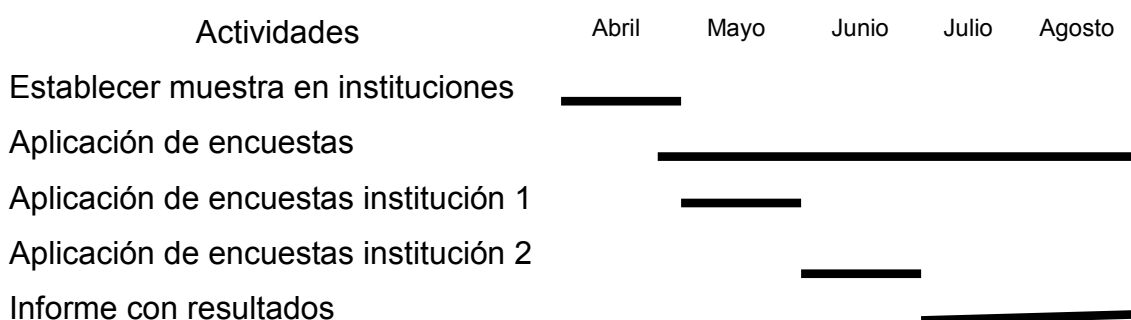 Actividades Abril Mayo Junio Julio Agosto
Establecer muestra en instituciones
Aplicación de encuestas
Aplicación de encuestas institución 1
Aplicación de encuestas institución 2
Informe con resultados